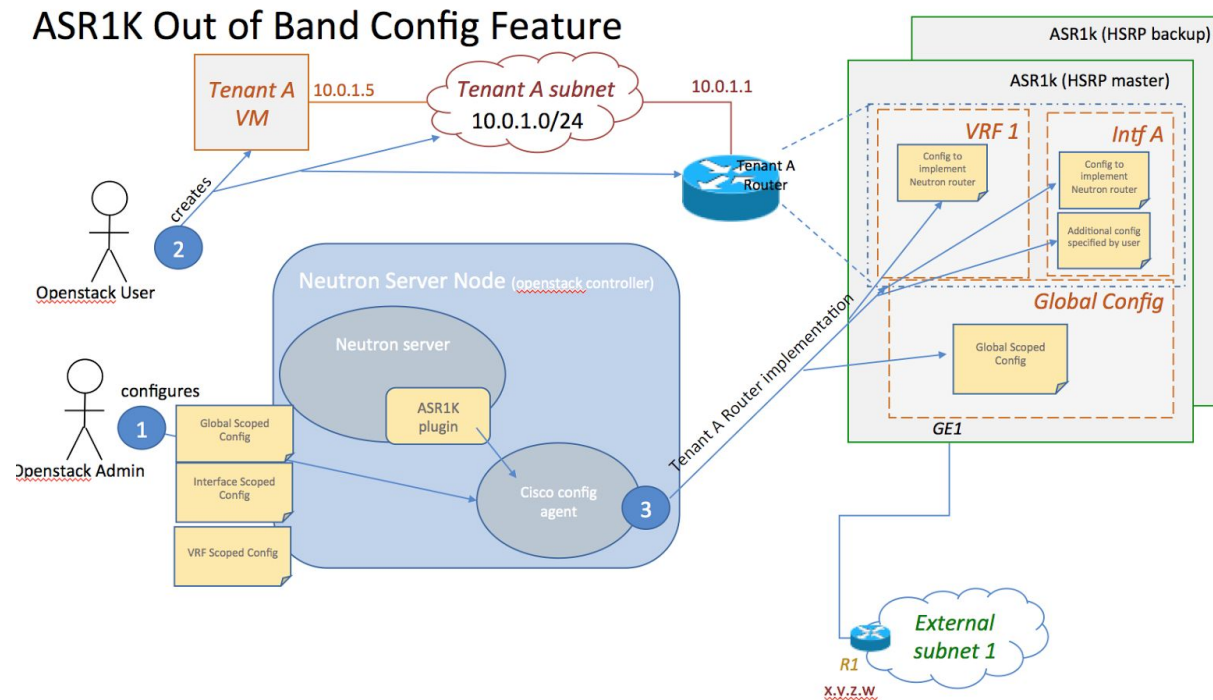 ASR1K Out of Band Config Feature
ASR1k (HSRP backup)
ASR1k (HSRP master)
Tenant A
VM
10.0.1.5
Tenant A subnet
10.0.1.0/24
10.0.1.1
Tenant A
Router
VRF 1
Config to
implement
Neutron router
Intf A
Config to
implement
Neutron router
Additional config
specified by user
creates
2
Openstack User
Neutron Server Node (openstack controller)
Neutron server
ASR1K
plugin
Cisco config
agent
3
Tenant A Router implementation
Global Config
Global Scoped
Config
GE1
configures
1
Openstack Admin
Global Scoped
Config
Interface Scoped
Config
VRF Scoped Config
External
subnet 1
R1
x.v.z.w